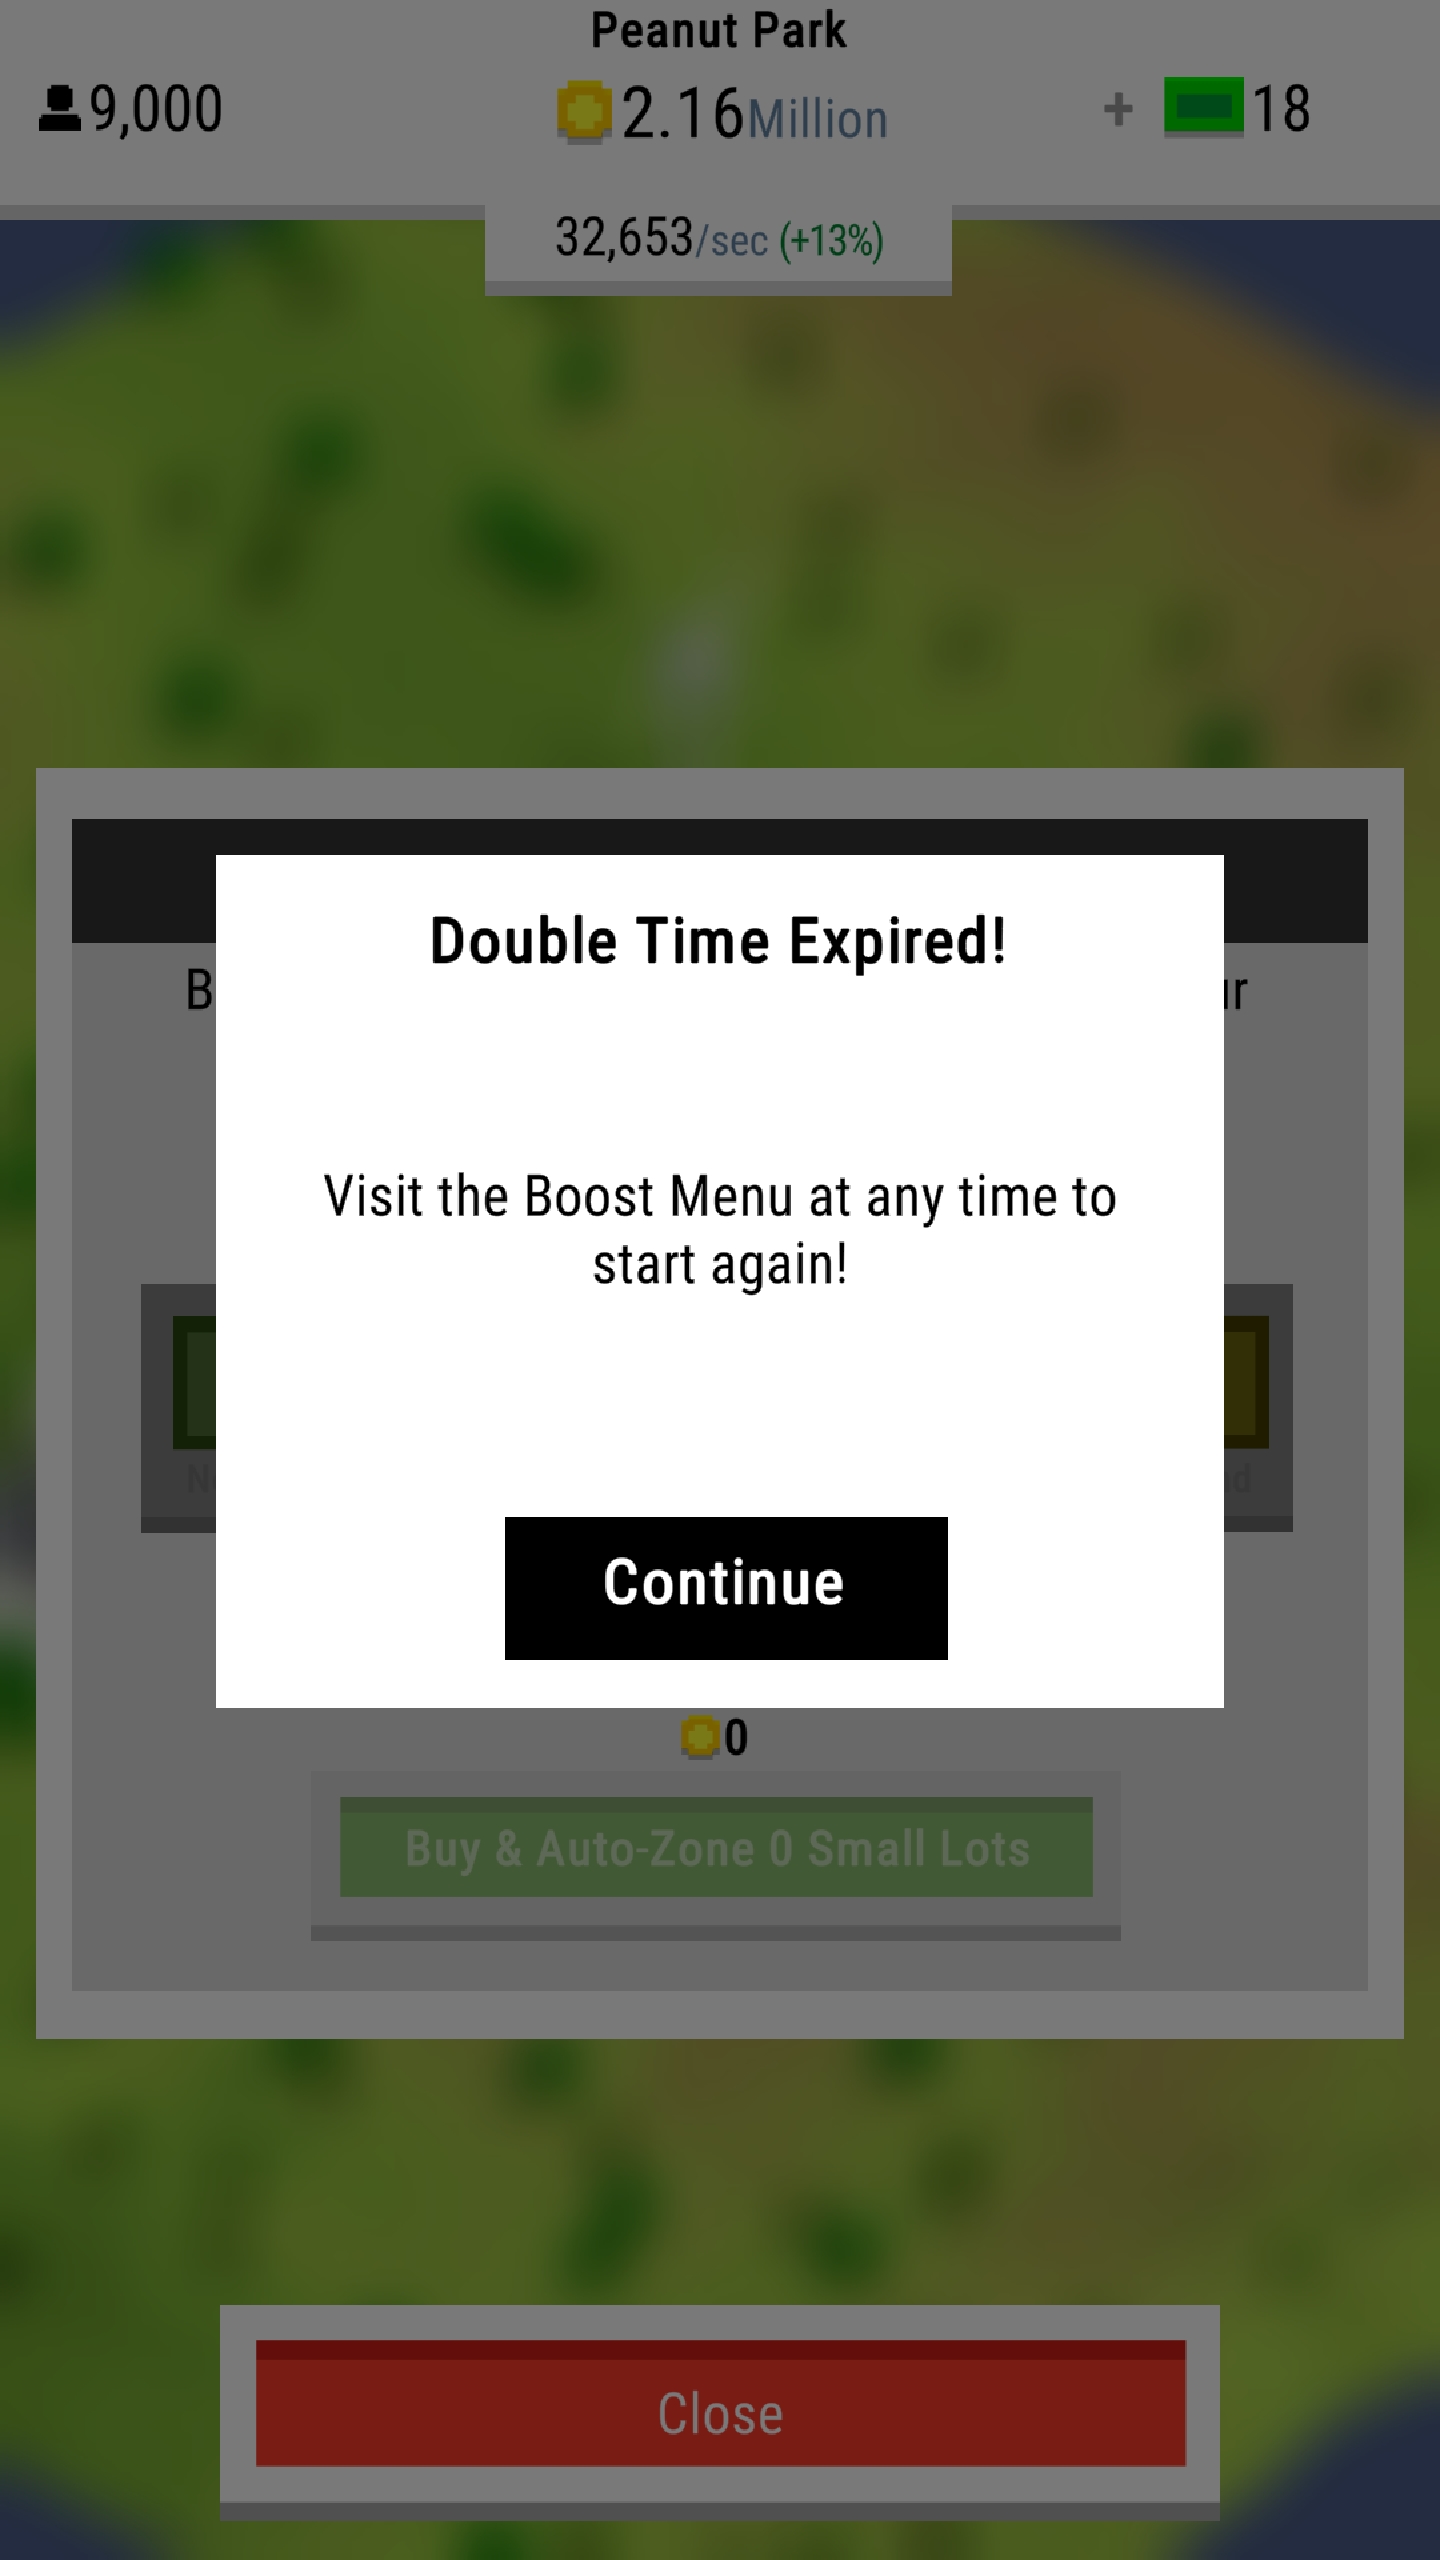 Peanut Park
9,000
2.16Million
+ 18
32,653/sec (+13%)
Double Time Expired!
Visit the Boost Menu at any time to
start again!
Continue
0
Buy & Auto-Zone 0 Small Lots
Close